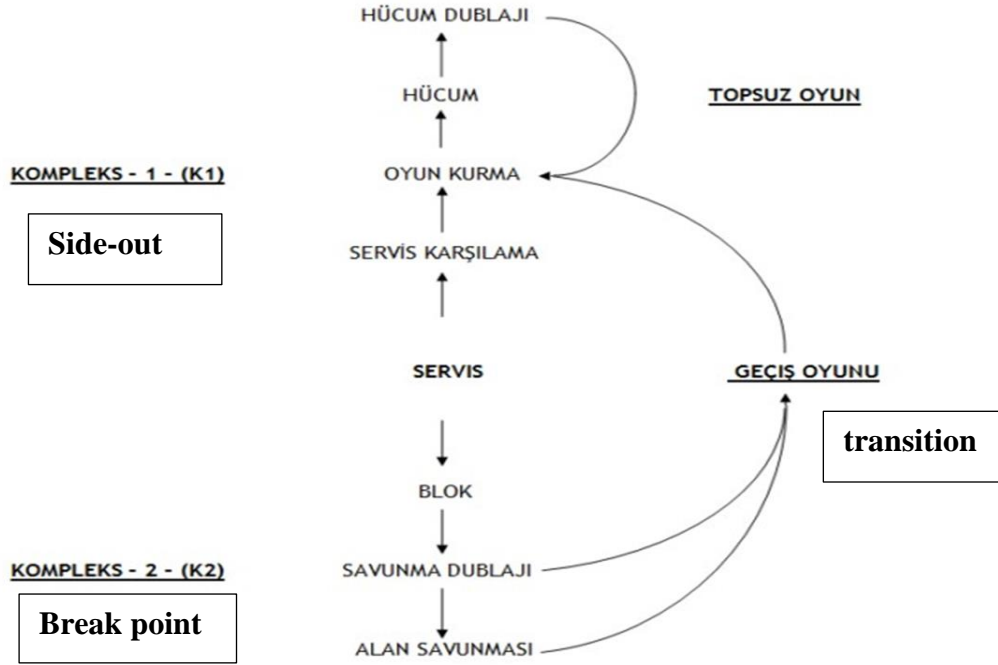 HÜCUM DUBLAJI
HÜCUM
TOPSUZ OYUN
KOMPLEKS - 1 - (K1)
OYUN KURMA
Side-out
SERVİS KARŞILAMA
SERVIS
GEÇIŞ OYUNU
transition
BLOK
KOMPLEKS - 2 - (K2)
SAVUNMA DUBLAJI
Break point
ALAN SAVUNMASI